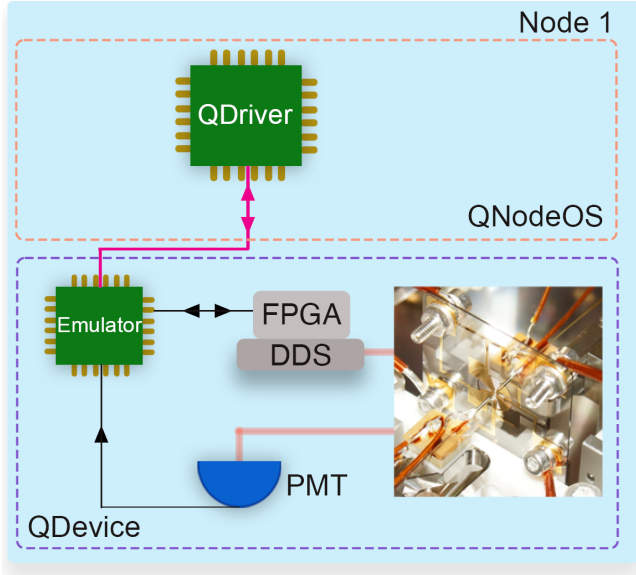 Node 1
QDriver
QNodeOS
Emulator
FPGA
DDS
PMT
QDevice